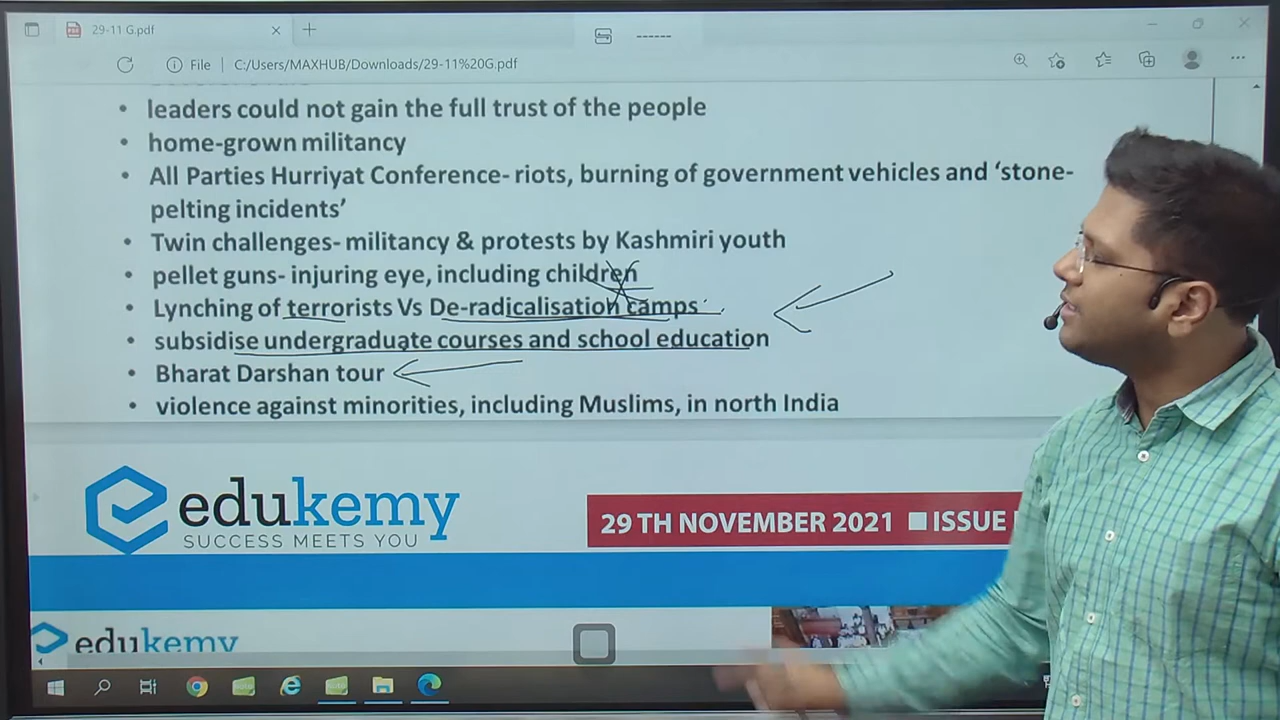 29-11 G.pdf
File | C:/Users/MAXHUB/Downloads/29-11%20G.pdf
• leaders could not gain the full trust of the people
• home-grown militancy
• All Parties Hurriyat Conference- riots, burning of government vehicles and ‘stone-
pelting incidents’
• Twin challenges- militancy & protests by Kashmiri youth
• pellet guns- injuring eye, including children
• Lynching of terrorists Vs De-radicalisation camps
• subsidise undergraduate courses and school education
• Bharat Darshan tour
• violence against minorities, including Muslims, in north India
edukemy
SUCCESS MEETS YOU
29 TH NOVEMBER 2021 ■ ISSUE
edukemy